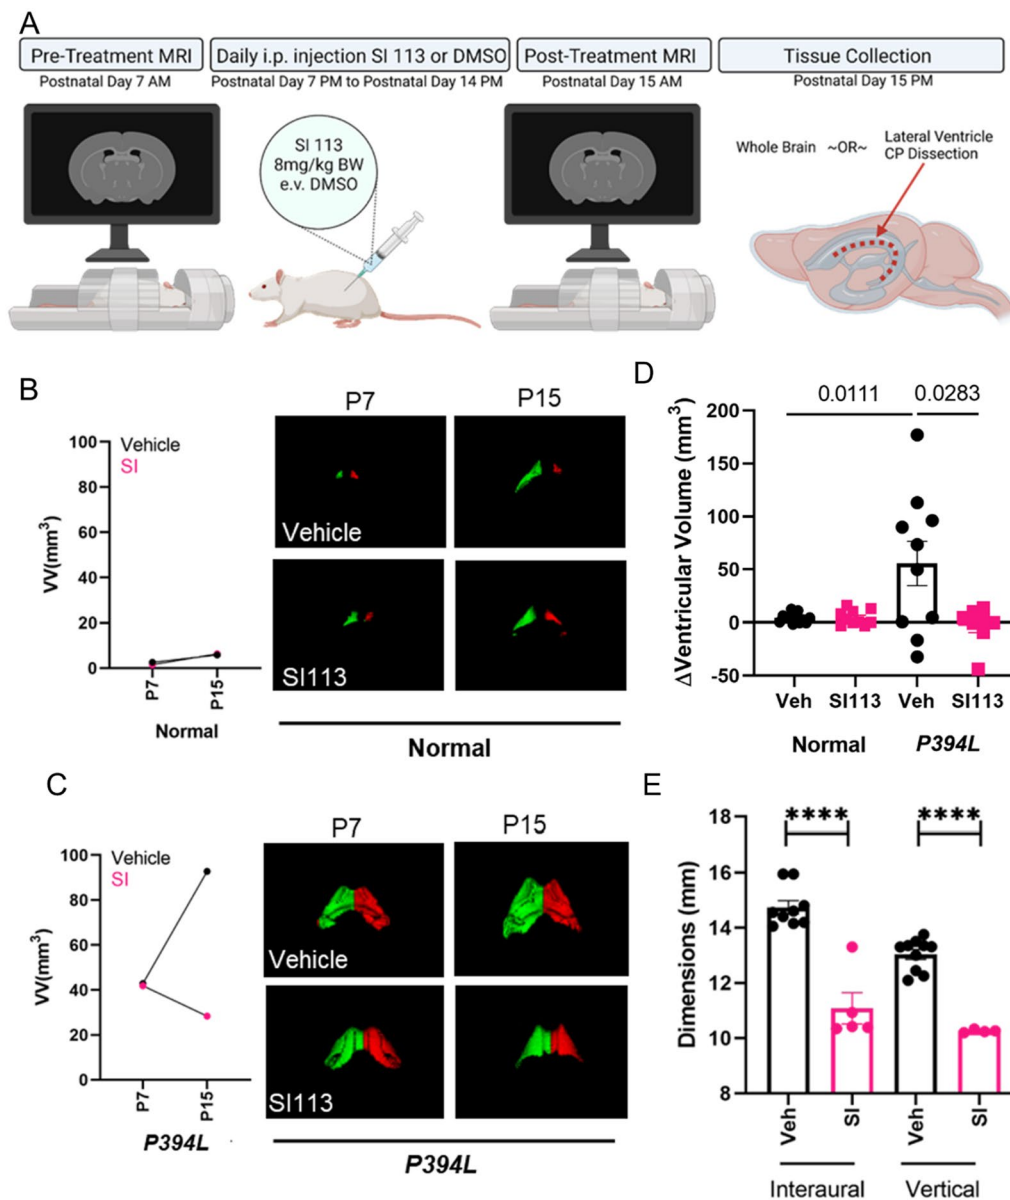 A
Pre-Treatment MRI
Postnatal Day 7 AM
Daily i.p. injection SI 113 or DMSO
Postnatal Day 7 PM to Postnatal Day 14 PM
Post-Treatment MRI
Postnatal Day 15 AM
Tissue Collection
Postnatal Day 15 PM
SI 113
8mg/kg BW
e.v. DMSO
Whole Brain ~OR~ Lateral Ventricle
CP Dissection
B
Vehicle
SI
VV(mm³)
100
80
60
40
20
0
P7
P15
Normal
P7
P15
Vehicle
SI113
Normal
C
Vehicle
SI
VV(mm³)
100
80
60
40
20
0
P7
P15
P394L
P7
P15
Vehicle
SI113
P394L
D
0.0111
0.0283
ΔVentricular Volume (mm³)
200
150
100
50
0
-50
Veh SI113 Veh SI113
Normal P394L
E
**** ****
Dimensions (mm)
18
16
14
12
10
8
Veh
SI
Veh
SI
Interaural Vertical